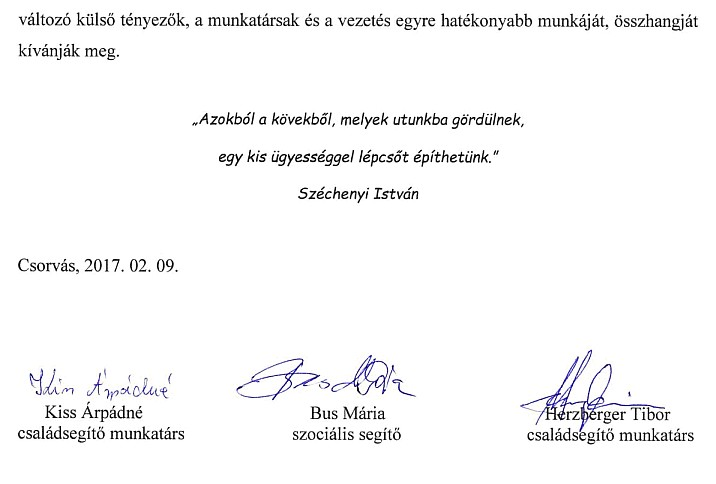 változó külső tényezők, a munkatársak és a vezetés egyre hatékonyabb munkáját, összhangját
kívánják meg.
„Azokból a kövekből, melyek utunkba gördülnek,
egy kis ügyességgel lépcsőt építhetünk.”
Széchenyi István
Csorvás, 2017. 02. 09.
Árpádné
Kiss Árpádné Bus Mária Herzberger Tibor
családsegítő munkatárs szociális segítő családsegítő munkatárs